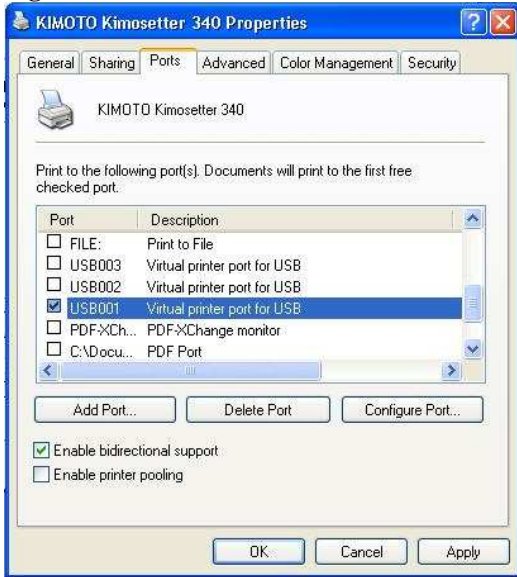 KIMOTO Kimosetter 340 Properties
General Sharing Ports Advanced Color Management Security
KIMOTO Kimosetter 340
Print to the following port(s). Documents will print to the first free
checked port.
Port Description
FILE: Print to File
USB003 Virtual printer port for USB
USB002 Virtual printer port for USB
USB001 Virtual printer port for USB
PDF-XCh... PDF-XChange monitor
C:\Docu... PDF Port
Add Port... Delete Port Configure Port...
Enable bidirectional support
Enable printer pooling
OK Cancel Apply